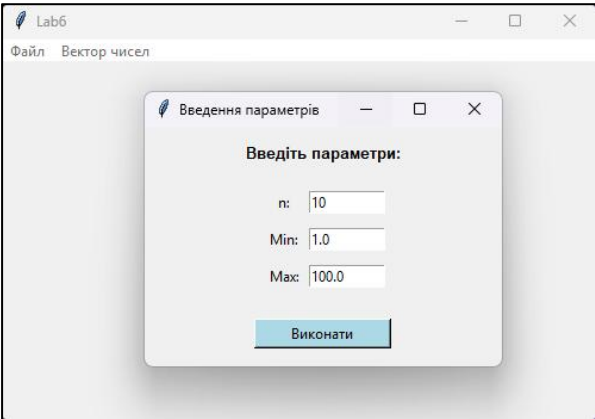 Lab6
Файл Вектор чисел
Введення параметрів
Введіть параметри:
n: 10
Min: 1.0
Max: 100.0
Виконати